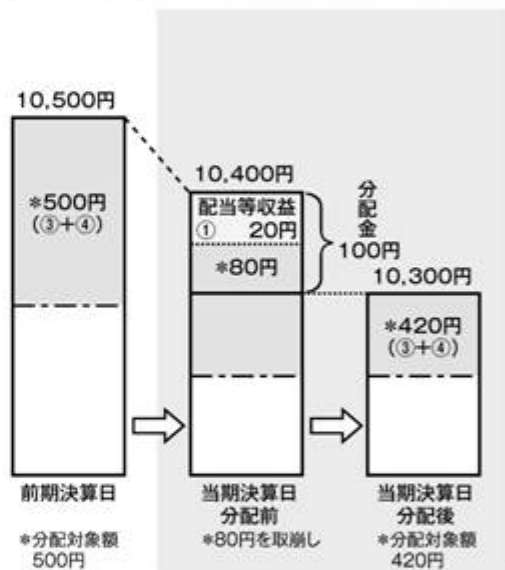 10,500円
*500円
(③+④)
前期決算日
*分配対象額
500円
10,400円
配当等収益
① 20円
*80円
分配金
100円
当期決算日
分配前
*80円を取崩し
10,300円
*420円
(③+④)
当期決算日
分配後
*分配対象額
420円